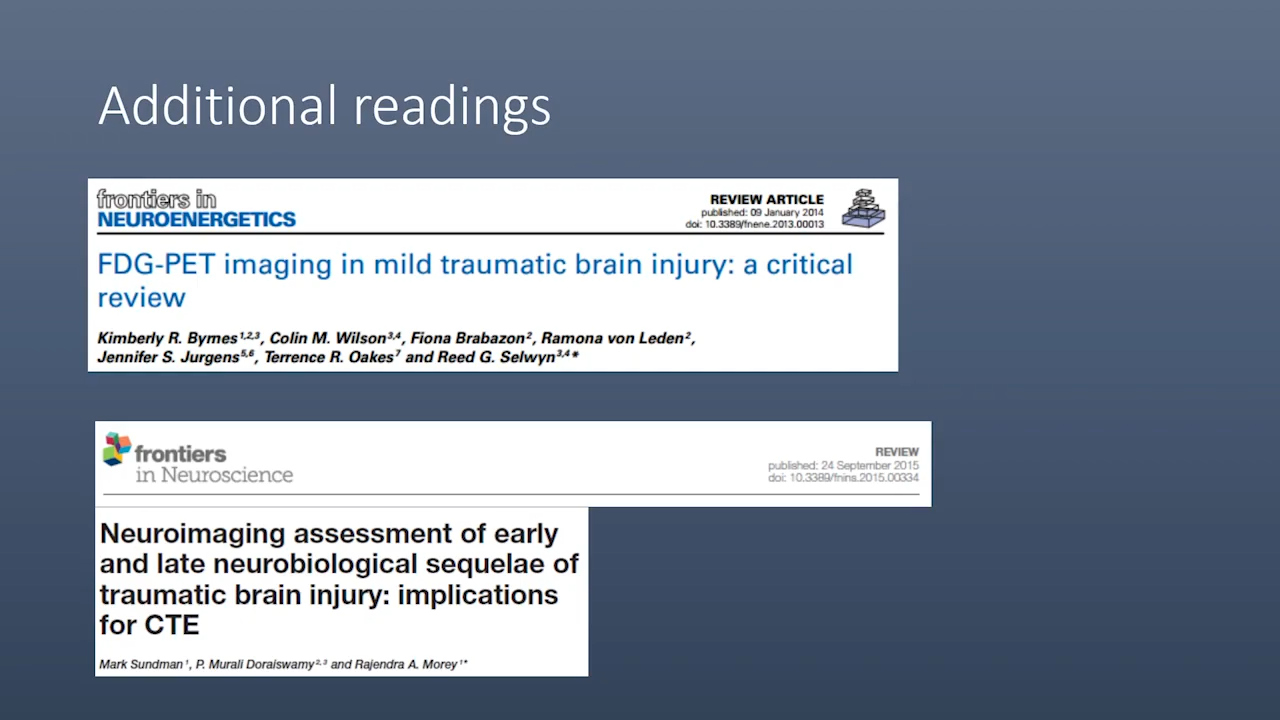 Additional readings
frontiers in
NEUROENERGETICS
REVIEW ARTICLE
published: 09 January 2014
doi: 10.3389/fnene.2013.00013
FDG-PET imaging in mild traumatic brain injury: a critical
review
Kimberly R. Byrnes1,2,3, Colin M. Wilson3,4, Fiona Brabazon2, Ramona von Leden2,
Jennifer S. Jurgens5,6, Terrence R. Oakes7 and Reed G. Selwyn3,4*
frontiers
in Neuroscience
REVIEW
published: 24 September 2015
doi: 10.3389/fnins.2015.00334
Neuroimaging assessment of early
and late neurobiological sequelae of
traumatic brain injury: implications
for CTE
Mark Sundman1, P. Murali Doraiswamy2,3 and Rajendra A. Morey1*